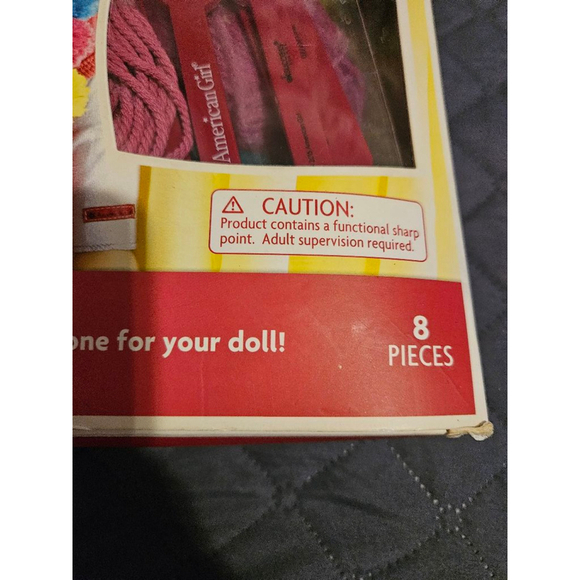 American Girl®
⚠ CAUTION:
Product contains a functional sharp
point. Adult supervision required.
one for your doll!
8
PIECES